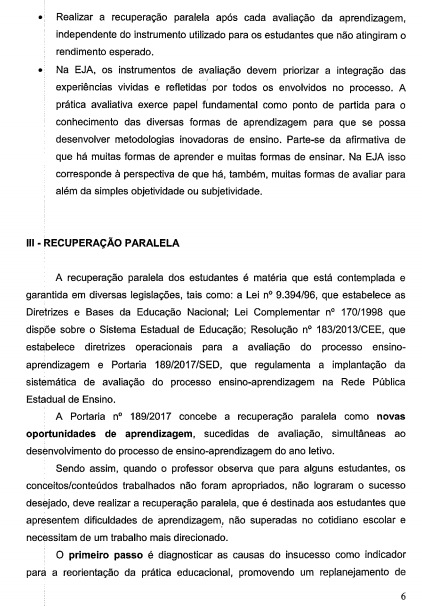 • Realizar a recuperação paralela após cada avaliação da aprendizagem,
independente do instrumento utilizado para os estudantes que não atingiram o
rendimento esperado.
• Na EJA, os instrumentos de avaliação devem priorizar a integração das
experiências vividas e refletidas por todos os envolvidos no processo. A
prática avaliativa exerce papel fundamental como ponto de partida para o
conhecimento das diversas formas de aprendizagem para que se possa
desenvolver metodologias inovadoras de ensino. Parte-se da afirmativa de
que há muitas formas de aprender e muitas formas de ensinar. Na EJA isso
corresponde à perspectiva de que há, também, muitas formas de avaliar para
além da simples objetividade ou subjetividade.
III - RECUPERAÇÃO PARALELA
A recuperação paralela dos estudantes é matéria que está contemplada e
garantida em diversas legislações, tais como: a Lei nº 9.394/96, que estabelece as
Diretrizes e Bases da Educação Nacional; Lei Complementar nº 170/1998 que
dispõe sobre o Sistema Estadual de Educação; Resolução nº 183/2013/CEE, que
estabelece diretrizes operacionais para a avaliação do processo ensino-
aprendizagem e Portaria 189/2017/SED, que regulamenta a implantação da
sistemática de avaliação do processo ensino-aprendizagem na Rede Pública
Estadual de Ensino.
A Portaria nº 189/2017 concebe a recuperação paralela como novas
oportunidades de aprendizagem, sucedidas de avaliação, simultâneas ao
desenvolvimento do processo de ensino-aprendizagem do ano letivo.
Sendo assim, quando o professor observa que para alguns estudantes, os
conceitos/conteúdos trabalhados não foram apropriados, não lograram o sucesso
desejado, deve realizar a recuperação paralela, que é destinada aos estudantes que
apresentem dificuldades de aprendizagem, não superadas no cotidiano escolar e
necessitam de um trabalho mais direcionado.
O primeiro passo é diagnosticar as causas do insucesso como indicador
para a reorientação da prática educacional, promovendo um replanejamento de
6